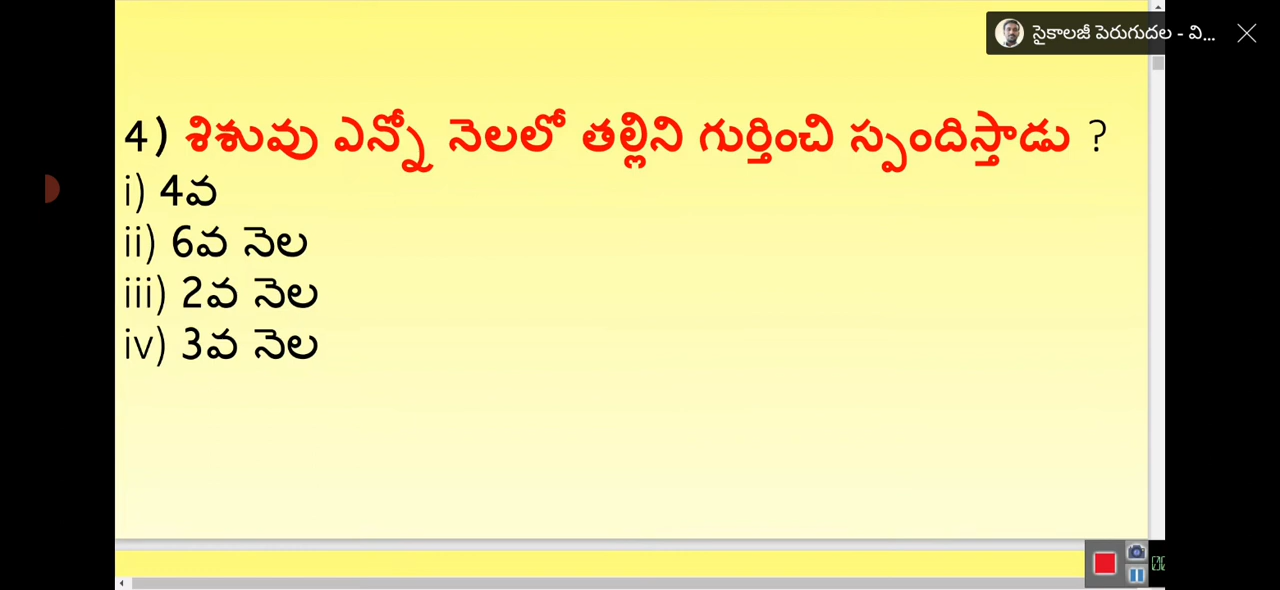 సైకాలజీ పెరుగుదల - వి...
4) శిశువు ఎన్నో నెలలో తల్లిని గుర్తించి స్పందిస్తాడు ?
i) 4వ
ii) 6వ నెల
iii) 2వ నెల
iv) 3వ నెల